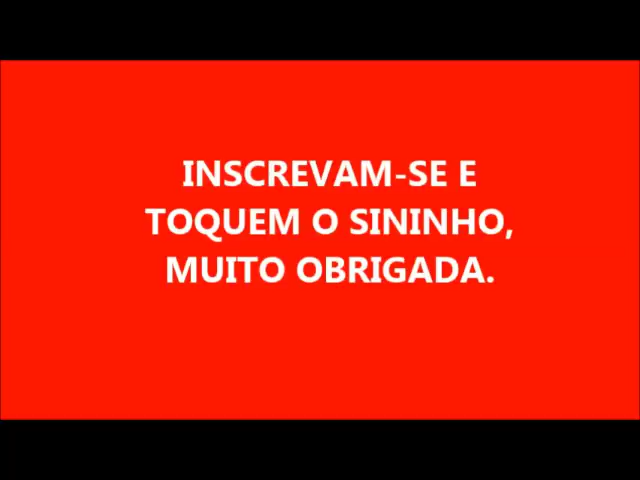 INSCREVAM-SE E
TOQUEM O SININHO,
MUITO OBRIGADA.